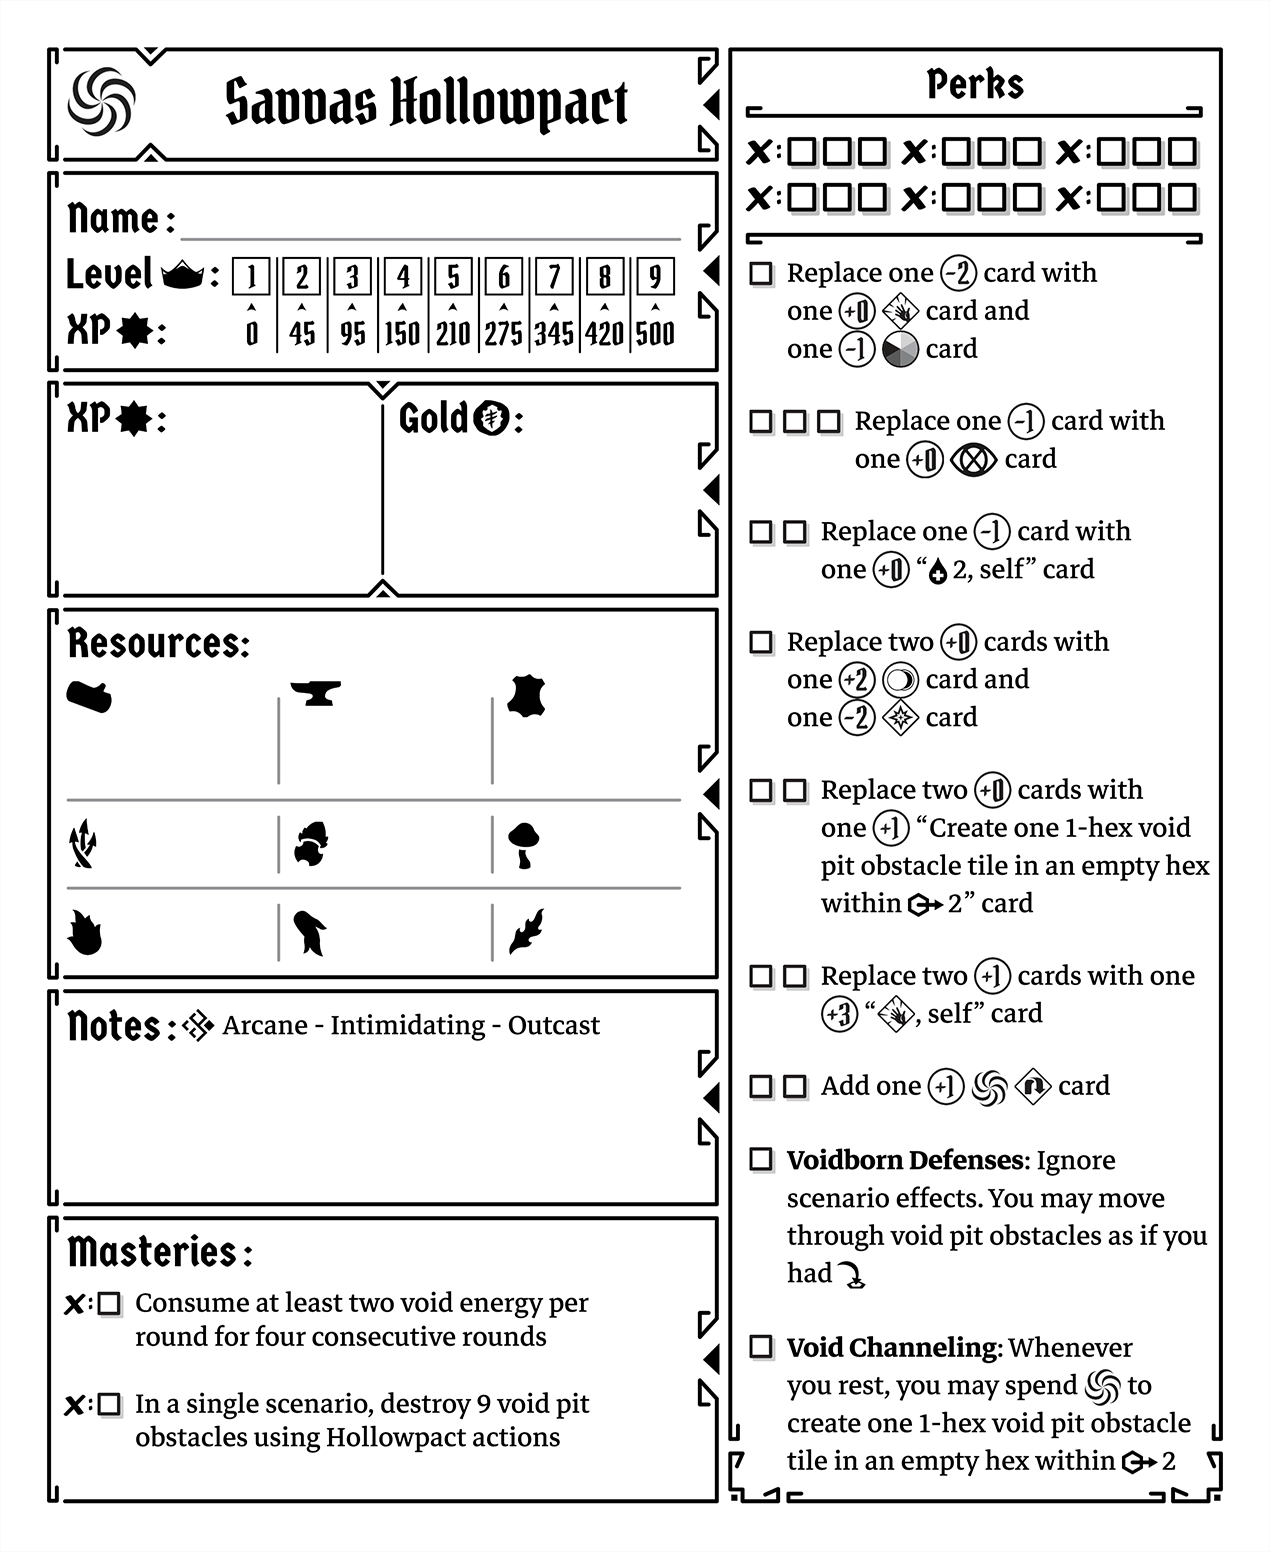 Savvas Hollowpact
Name:
Level:
1 2 3 4 5 6 7 8 9
XP:
0 45 95 150 210 275 345 420 500
XP:
Gold:
Resources:
Notes: Arcane - Intimidating - Outcast
Masteries:
Consume at least two void energy per
round for four consecutive rounds
In a single scenario, destroy 9 void pit
obstacles using Hollowpact actions
Perks
Replace one -2 card with
one +0 card and
one -1 card
Replace one -1 card with
one +0 card
Replace one -1 card with
one +0 “2, self” card
Replace two +0 cards with
one +2 card and
one -2 card
Replace two +0 cards with
one +1 “Create one 1-hex void
pit obstacle tile in an empty hex
within 2” card
Replace two +1 cards with one
+3 “, self” card
Add one +1 card
Voidborn Defenses: Ignore
scenario effects. You may move
through void pit obstacles as if you
had
Void Channeling: Whenever
you rest, you may spend to
create one 1-hex void pit obstacle
tile in an empty hex within 2